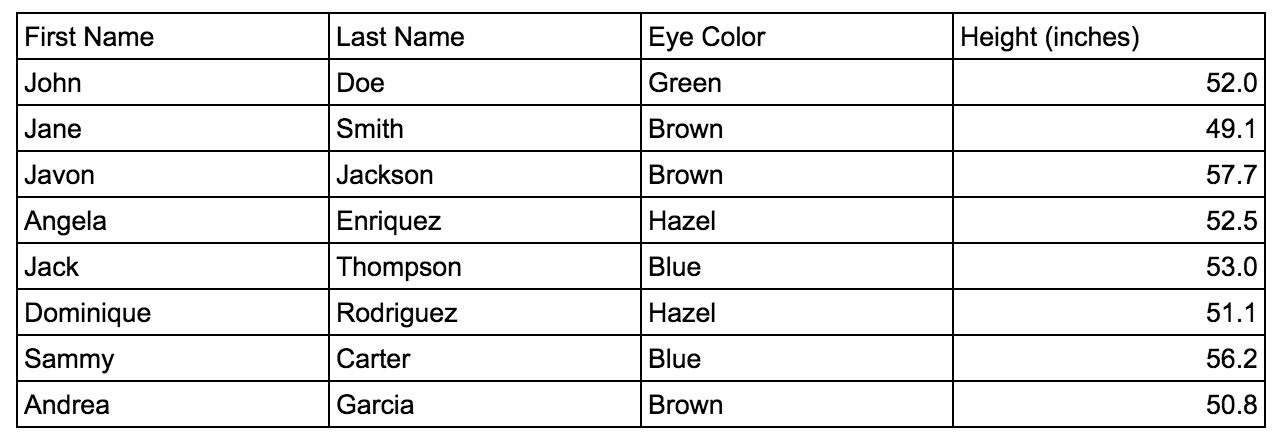 First Name Last Name Eye Color Height (inches)
John Doe Green 52.0
Jane Smith Brown 49.1
Javon Jackson Brown 57.7
Angela Enriquez Hazel 52.5
Jack Thompson Blue 53.0
Dominique Rodriguez Hazel 51.1
Sammy Carter Blue 56.2
Andrea Garcia Brown 50.8